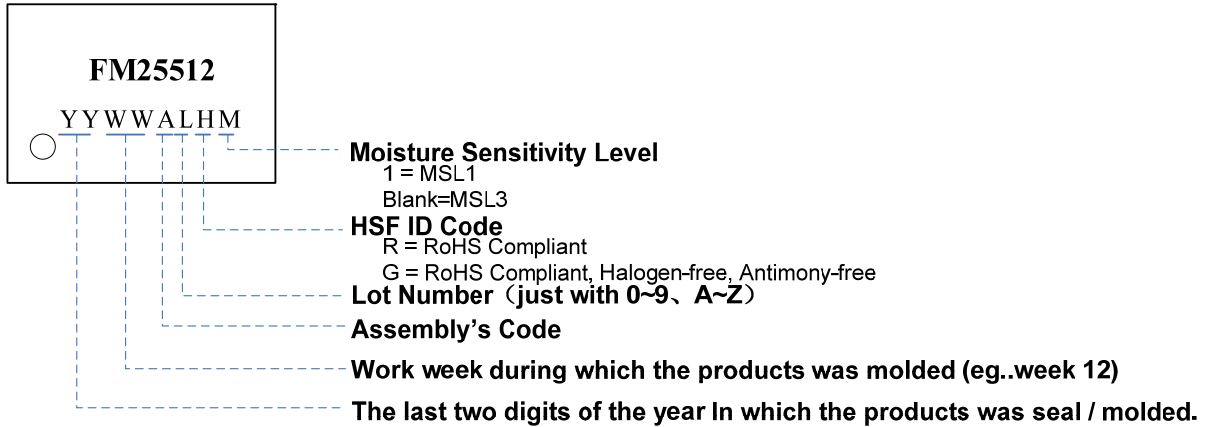 FM25512
YYWWALHM
Moisture Sensitivity Level
1 = MSL1
Blank=MSL3
HSF ID Code
R = RoHS Compliant
G = RoHS Compliant, Halogen-free, Antimony-free
Lot Number（just with 0~9、A~Z）
Assembly's Code
Work week during which the products was molded (eg..week 12)
The last two digits of the year In which the products was seal / molded.